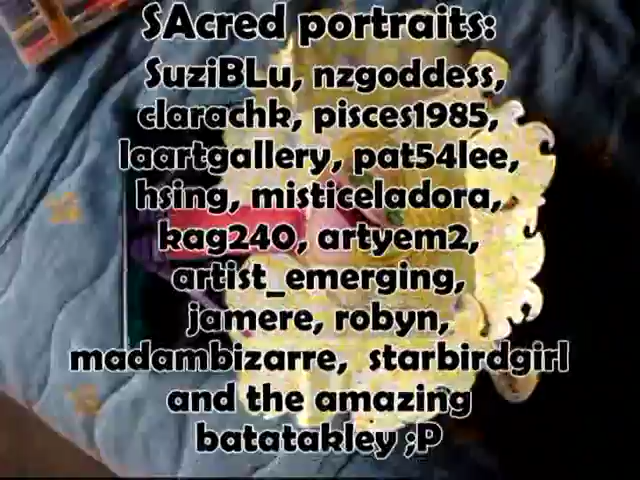 SAcred portraits:
SuziBLu, nzgoddess,
clarachk, pisces1985,
laartgallery, pat54lee,
hsing, misticeladora,
kag240, artyem2,
artist_emerging,
jamere, robyn,
madambizarre, starbirdgirl
and the amazing
batatakley ;P